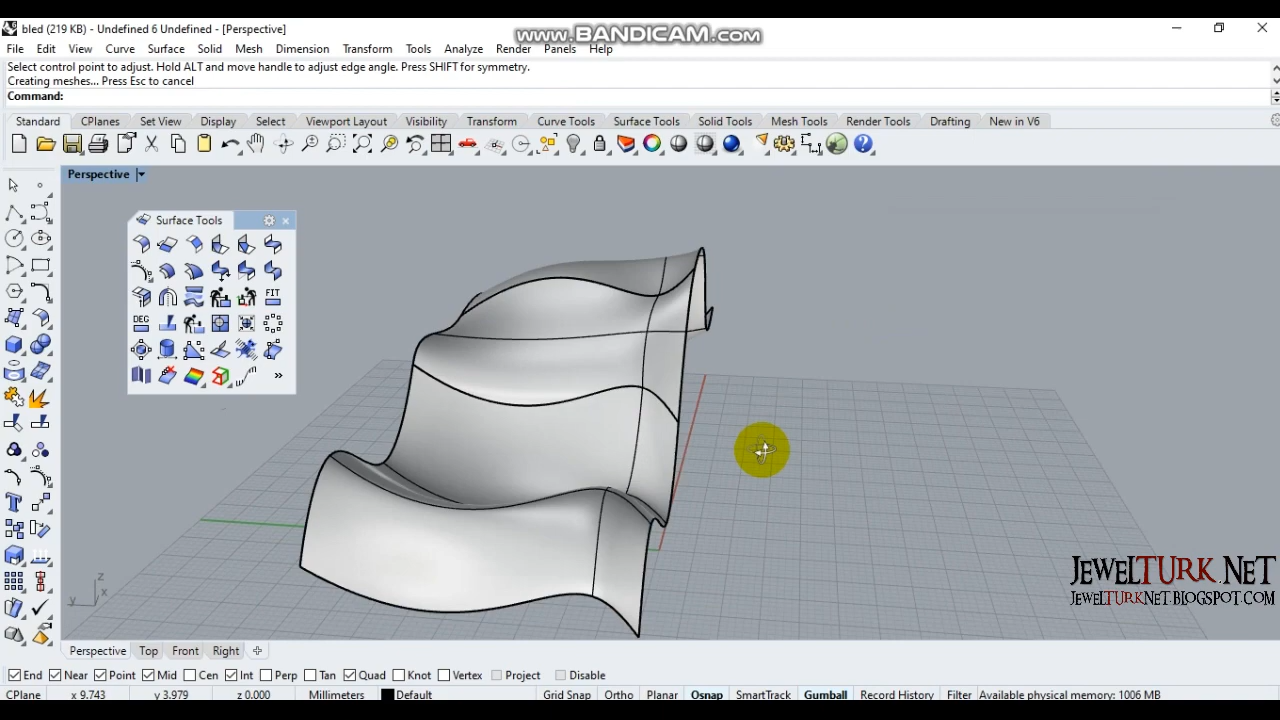 bled (219 KB) - Undefined 6 Undefined - [Perspective]
www.BANDICAM.com
File Edit View Curve Surface Solid Mesh Dimension Transform Tools Analyze Render Panels Help
Select control point to adjust. Hold ALT and move handle to adjust edge angle. Press SHIFT for symmetry.
Creating meshes... Press Esc to cancel
Command:
Standard CPlanes Set View Display Select Viewport Layout Visibility Transform Curve Tools Surface Tools Solid Tools Mesh Tools Render Tools Drafting New in V6
Perspective
Surface Tools
FIT
DEG
»
z
y x
JEWELTURK.NET
JEWELTURKNET.BLOGSPOT.COM
Perspective Top Front Right
End Near Point Mid Cen Int Perp Tan Quad Knot Vertex Project Disable
CPlane x 9.743 y 3.979 z 0.000 Millimeters Default Grid Snap Ortho Planar Osnap SmartTrack Gumball Record History Filter Available physical memory: 1006 MB